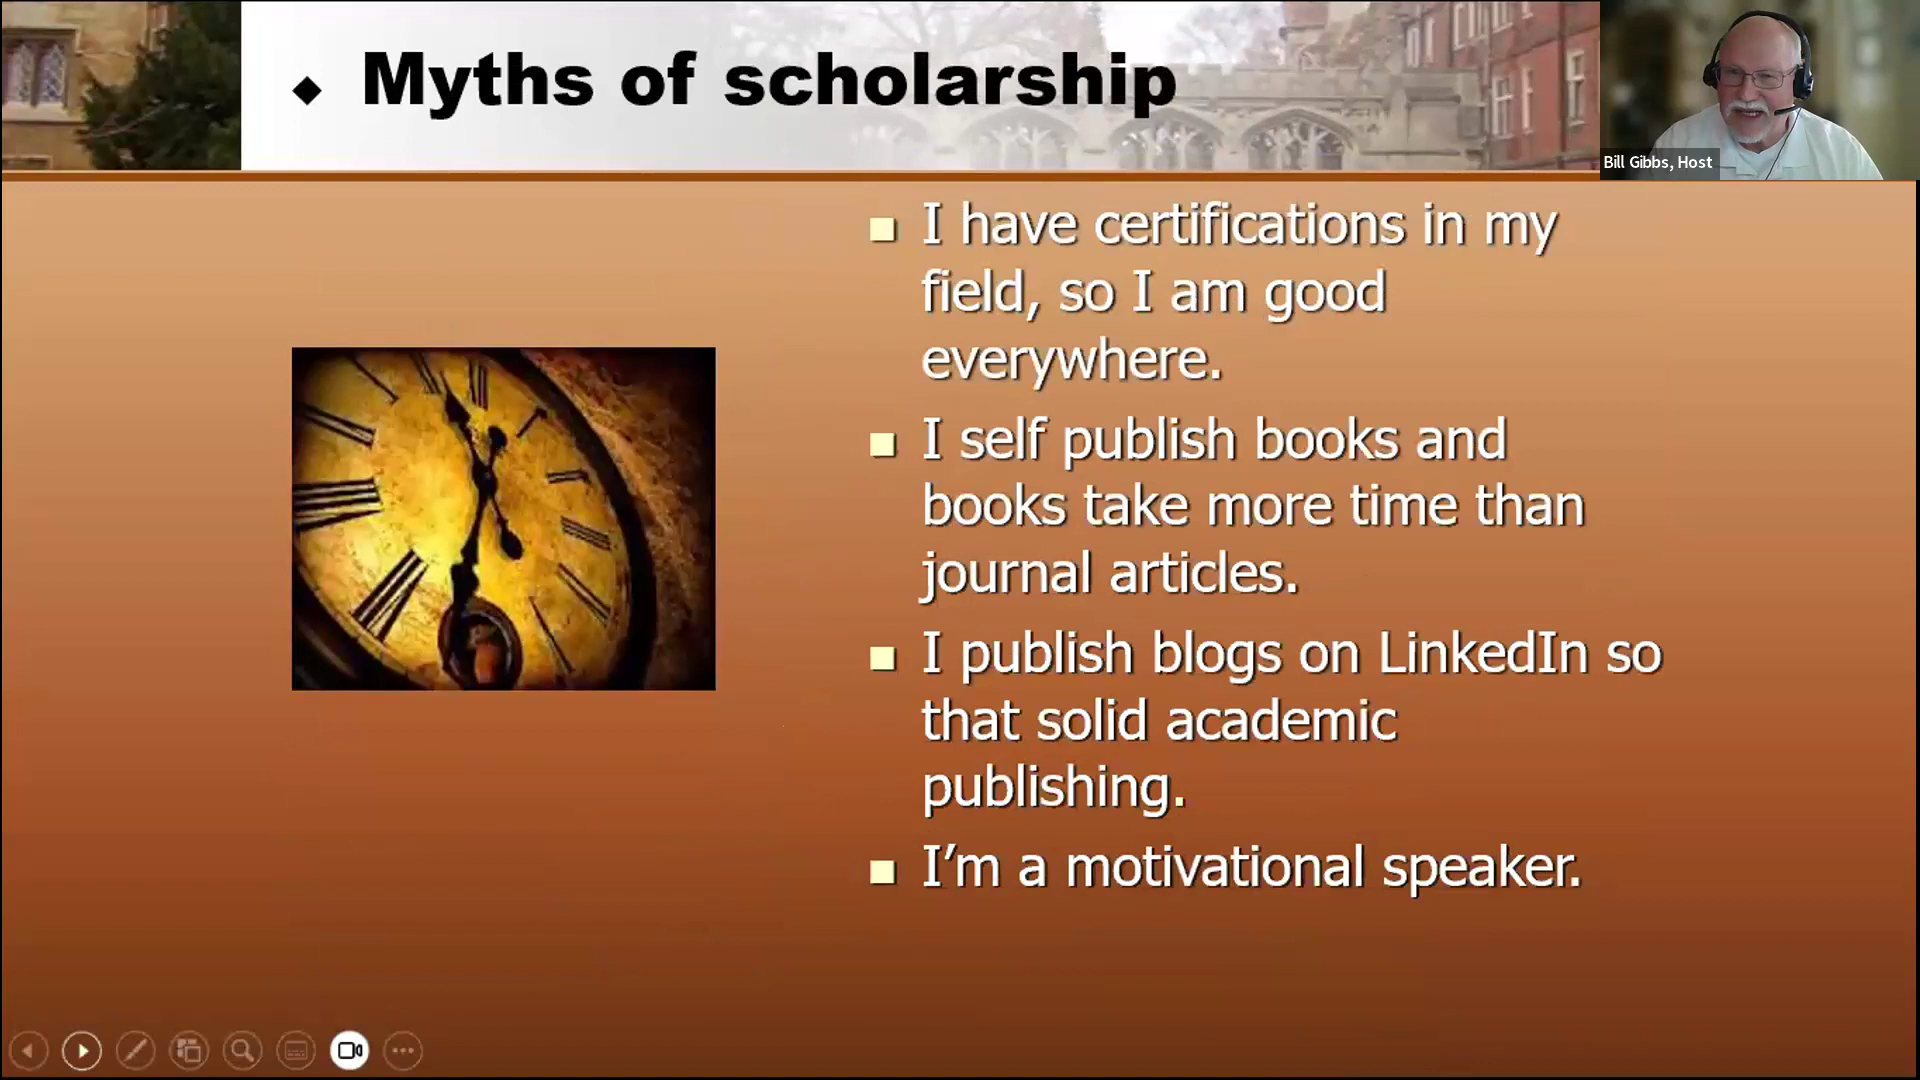 Myths of scholarship
Bill Gibbs, Host
I have certifications in my
field, so I am good
everywhere.
I self publish books and
books take more time than
journal articles.
I publish blogs on LinkedIn so
that solid academic
publishing.
I’m a motivational speaker.